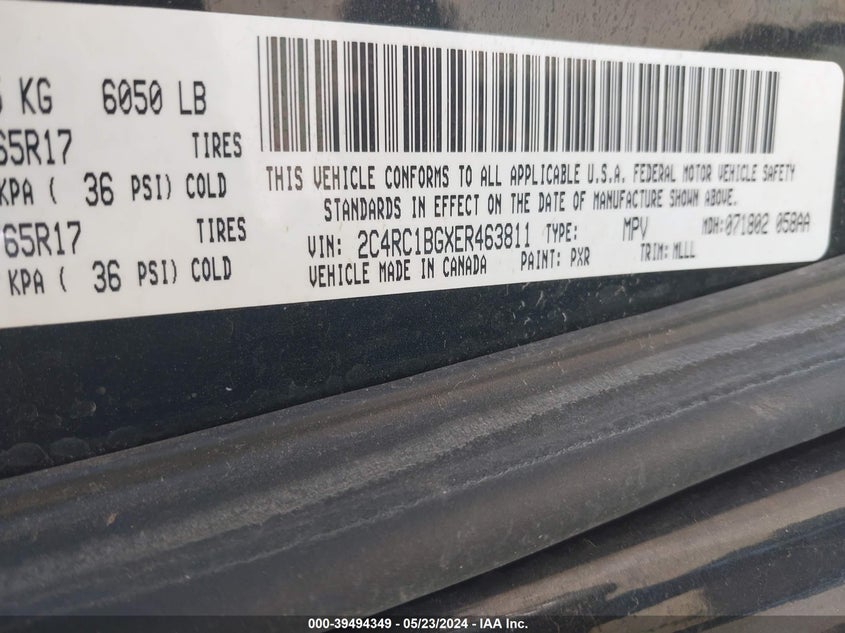 KG 6050 LB
65R17 TIRES
KPA ( 36 PSI) COLD
65R17 TIRES
KPA ( 36 PSI) COLD
THIS VEHICLE CONFORMS TO ALL APPLICABLE U.S.A. FEDERAL MOTOR VEHICLE SAFETY
STANDARDS IN EFFECT ON THE DATE OF MANUFACTURE SHOWN ABOVE.
VIN: 2C4RC1BGXER463811 TYPE: MPV MDH:071802 058AA
VEHICLE MADE IN CANADA PAINT: PXR TRIM: MLLL
000-39494349 — 05/23/2024 — IAA Inc.